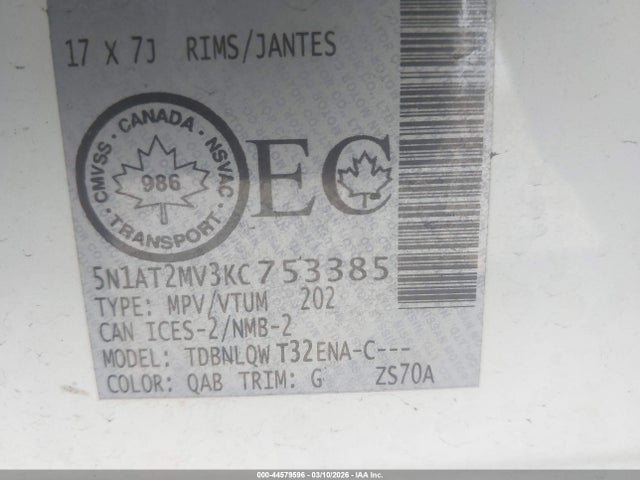 17 X 7J RIMS/JANTES
CMVSS · CANADA · NSVAC
986
TRANSPORT
EC
5N1AT2MV3KC753385
TYPE: MPV/VTUM 202
CAN ICES-2/NMB-2
MODEL: TDBNLQW T32ENA-C---
COLOR: QAB TRIM: G ZS70A
000-44579596 - 03/10/2026 - IAA Inc.